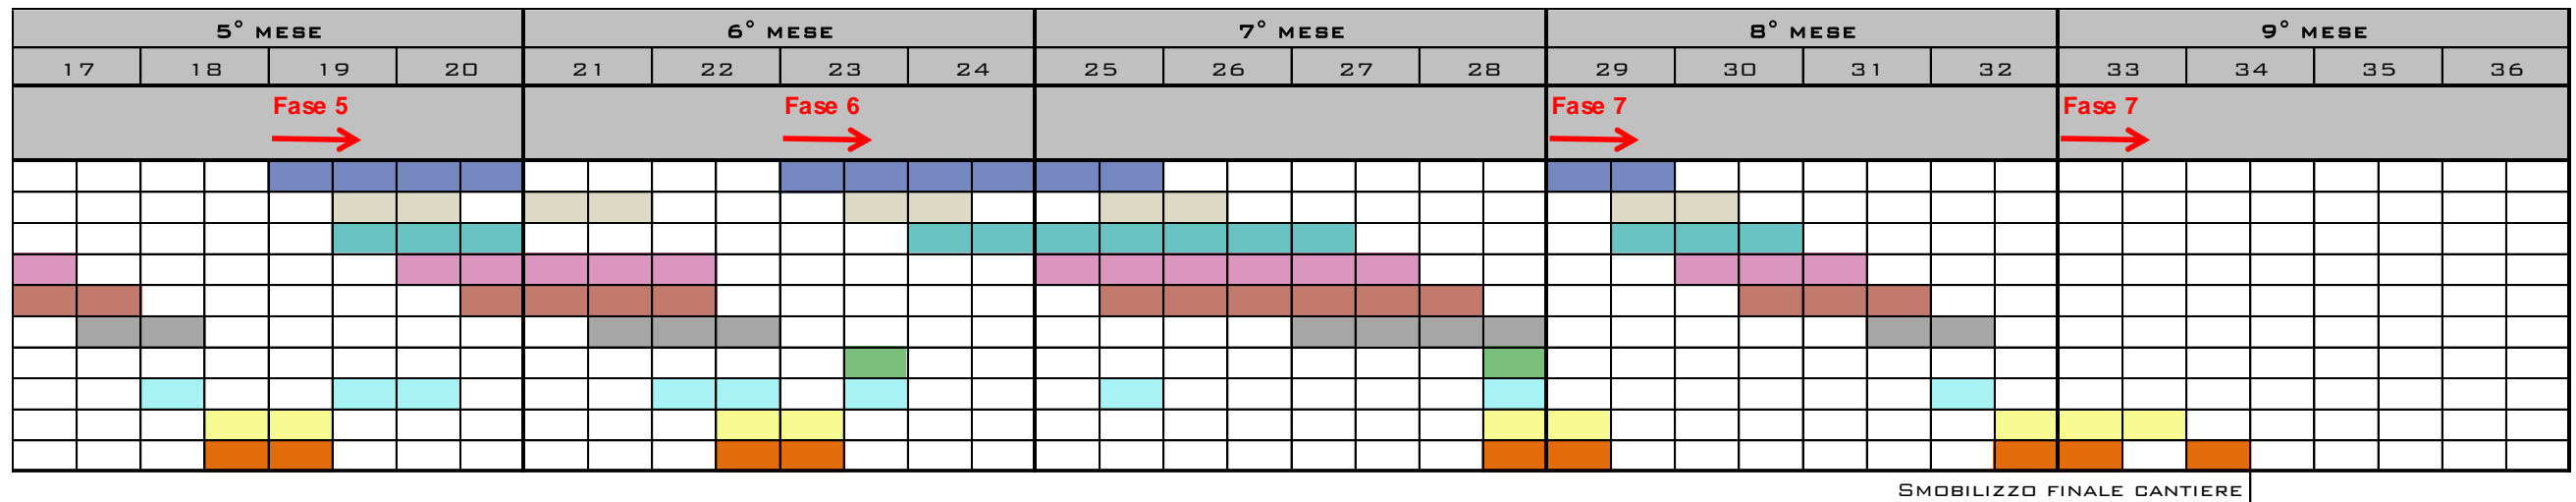 5° MESE 6° MESE 7° MESE 8° MESE 9° MESE
17 18 19 20 21 22 23 24 25 26 27 28 29 30 31 32 33 34 35 36
Fase 5 Fase 6 Fase 7 Fase 7
SMOBILIZZO FINALE CANTIERE